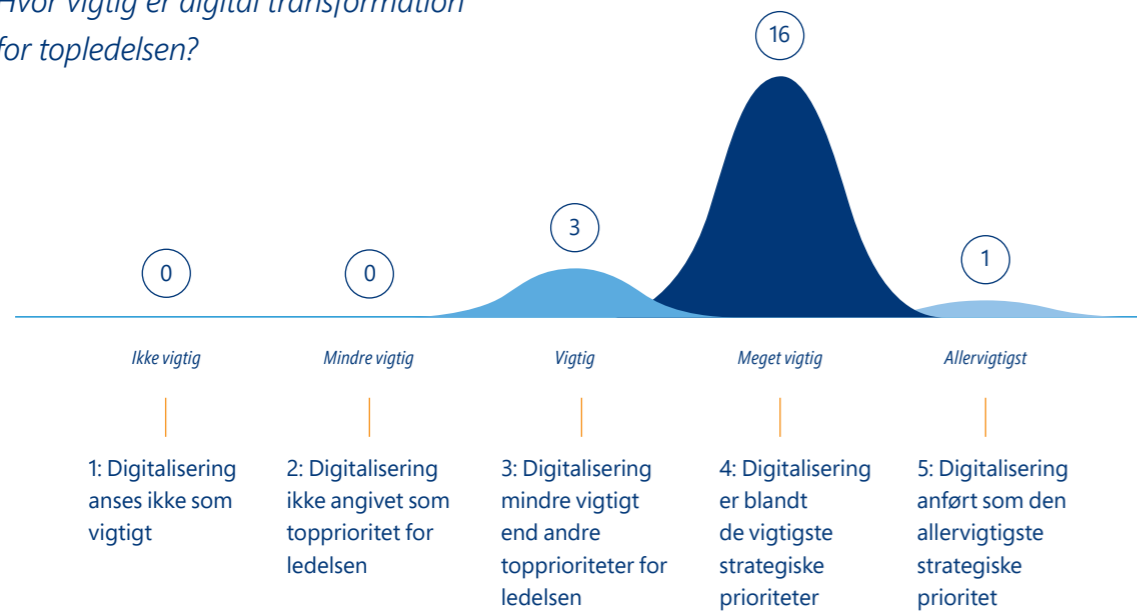 Hvor vigtig er digital transformation
for topledelsen?
16
3
1
0
0
Ikke vigtig
Mindre vigtig
Vigtig
Meget vigtig
Allervigtigst
1: Digitalisering
anses ikke som
vigtigt
2: Digitalisering
ikke angivet som
topprioritet for
ledelsen
3: Digitalisering
mindre vigtigt
end andre
topprioriteter for
ledelsen
4: Digitalisering
er blandt
de vigtigste
strategiske
prioriteter
5: Digitalisering
anført som den
allervigtigste
strategiske
prioritet